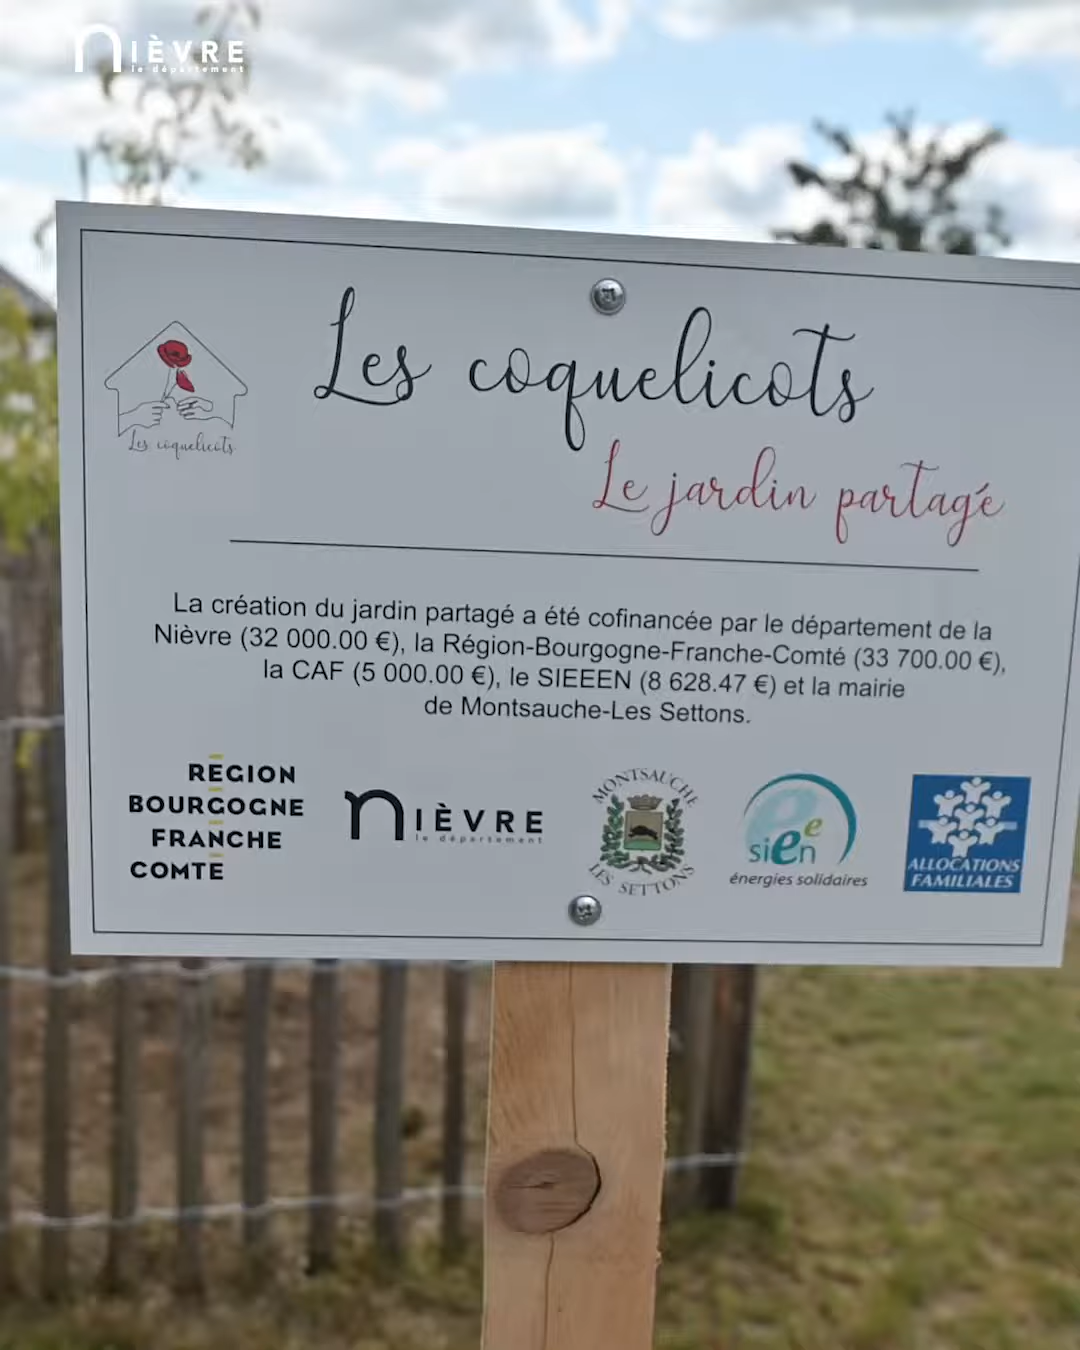 NIÈVRE
le département
Les coquelicots
Le jardin partagé
Les coquelicots
La création du jardin partagé a été cofinancée par le département de la
Nièvre (32 000.00 €), la Région-Bourgogne-Franche-Comté (33 700.00 €),
la CAF (5 000.00 €), le SIEEEN (8 628.47 €) et la mairie
de Montsauche-Les Settons.
RÉGION
BOURGOGNE
FRANCHE
COMTÉ
NIÈVRE
le département
MONTSAUCHE
LES SETTONS
sieeen
énergies solidaires
ALLOCATIONS
FAMILIALES